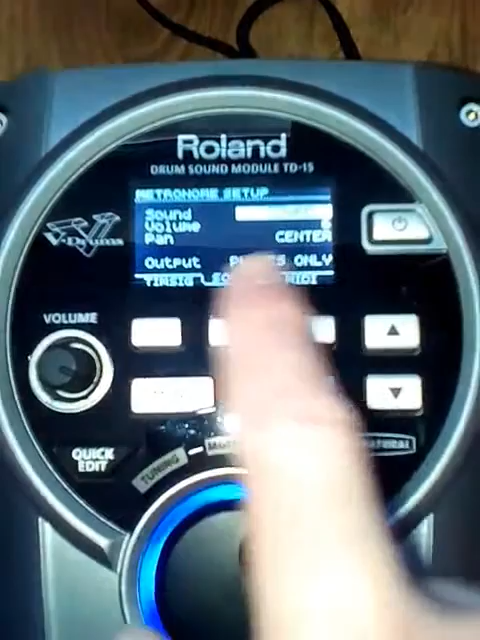 Roland
DRUM SOUND MODULE TD-15
METRONOME SETUP
Sound
Volume
Pan CENTER
V-Drums
Output ONLY
TIMSIG
VOLUME
QUICK
EDIT
TUNING